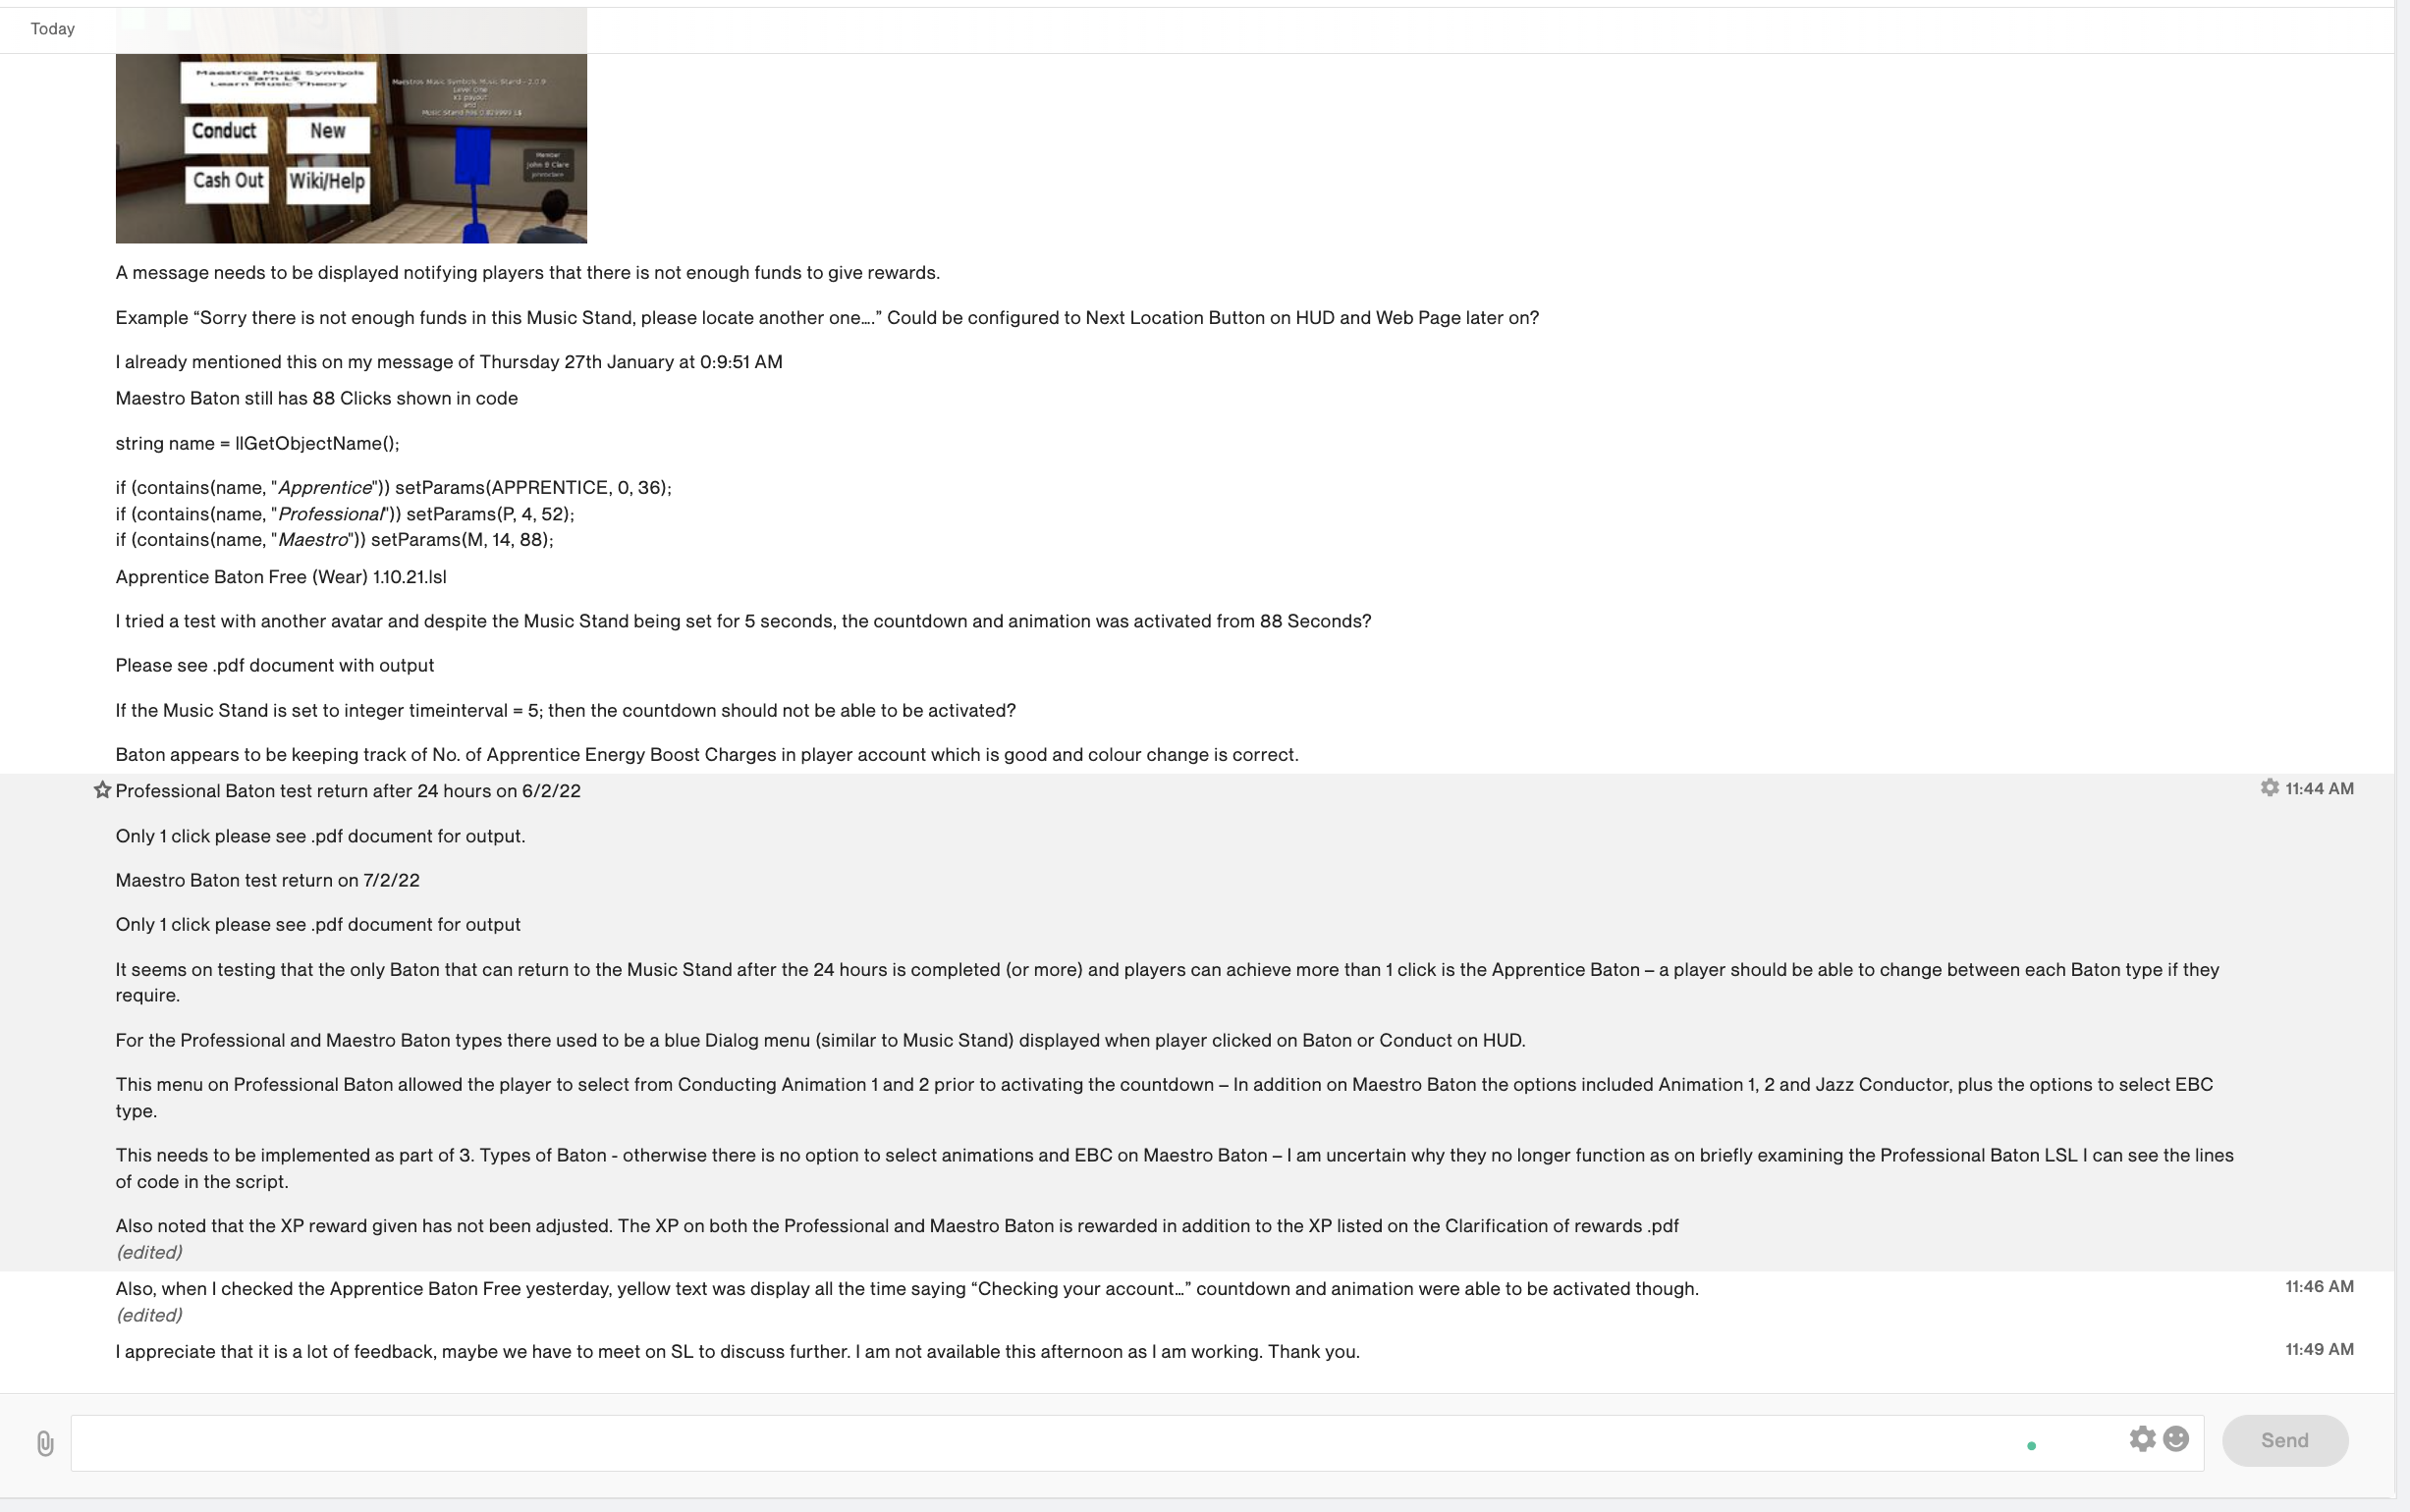 Today
Maestros Music Symbols
Earn L$
Learn Music Theory
Conduct
New
Cash Out
Wiki/Help
Maestros Music Symbols Music Stand - 2.0.9
Level One
x1 payout
and
Music Stand has 0.829999 L$
Member
John B Clare
johnbclare
A message needs to be displayed notifying players that there is not enough funds to give rewards.
Example “Sorry there is not enough funds in this Music Stand, please locate another one....” Could be configured to Next Location Button on HUD and Web Page later on?
I already mentioned this on my message of Thursday 27th January at 0:9:51 AM
Maestro Baton still has 88 Clicks shown in code
string name = llGetObjectName();
if (contains(name, "Apprentice")) setParams(APPRENTICE, 0, 36);
if (contains(name, "Professional")) setParams(P, 4, 52);
if (contains(name, "Maestro")) setParams(M, 14, 88);
Apprentice Baton Free (Wear) 1.10.21.lsl
I tried a test with another avatar and despite the Music Stand being set for 5 seconds, the countdown and animation was activated from 88 Seconds?
Please see .pdf document with output
If the Music Stand is set to integer timeinterval = 5; then the countdown should not be able to be activated?
Baton appears to be keeping track of No. of Apprentice Energy Boost Charges in player account which is good and colour change is correct.
Professional Baton test return after 24 hours on 6/2/22
11:44 AM
Only 1 click please see .pdf document for output.
Maestro Baton test return on 7/2/22
Only 1 click please see .pdf document for output
It seems on testing that the only Baton that can return to the Music Stand after the 24 hours is completed (or more) and players can achieve more than 1 click is the Apprentice Baton – a player should be able to change between each Baton type if they
require.
For the Professional and Maestro Baton types there used to be a blue Dialog menu (similar to Music Stand) displayed when player clicked on Baton or Conduct on HUD.
This menu on Professional Baton allowed the player to select from Conducting Animation 1 and 2 prior to activating the countdown – In addition on Maestro Baton the options included Animation 1, 2 and Jazz Conductor, plus the options to select EBC
type.
This needs to be implemented as part of 3. Types of Baton - otherwise there is no option to select animations and EBC on Maestro Baton – I am uncertain why they no longer function as on briefly examining the Professional Baton LSL I can see the lines
of code in the script.
Also noted that the XP reward given has not been adjusted. The XP on both the Professional and Maestro Baton is rewarded in addition to the XP listed on the Clarification of rewards .pdf
(edited)
Also, when I checked the Apprentice Baton Free yesterday, yellow text was display all the time saying “Checking your account...” countdown and animation were able to be activated though.
11:46 AM
(edited)
I appreciate that it is a lot of feedback, maybe we have to meet on SL to discuss further. I am not available this afternoon as I am working. Thank you.
11:49 AM
Send